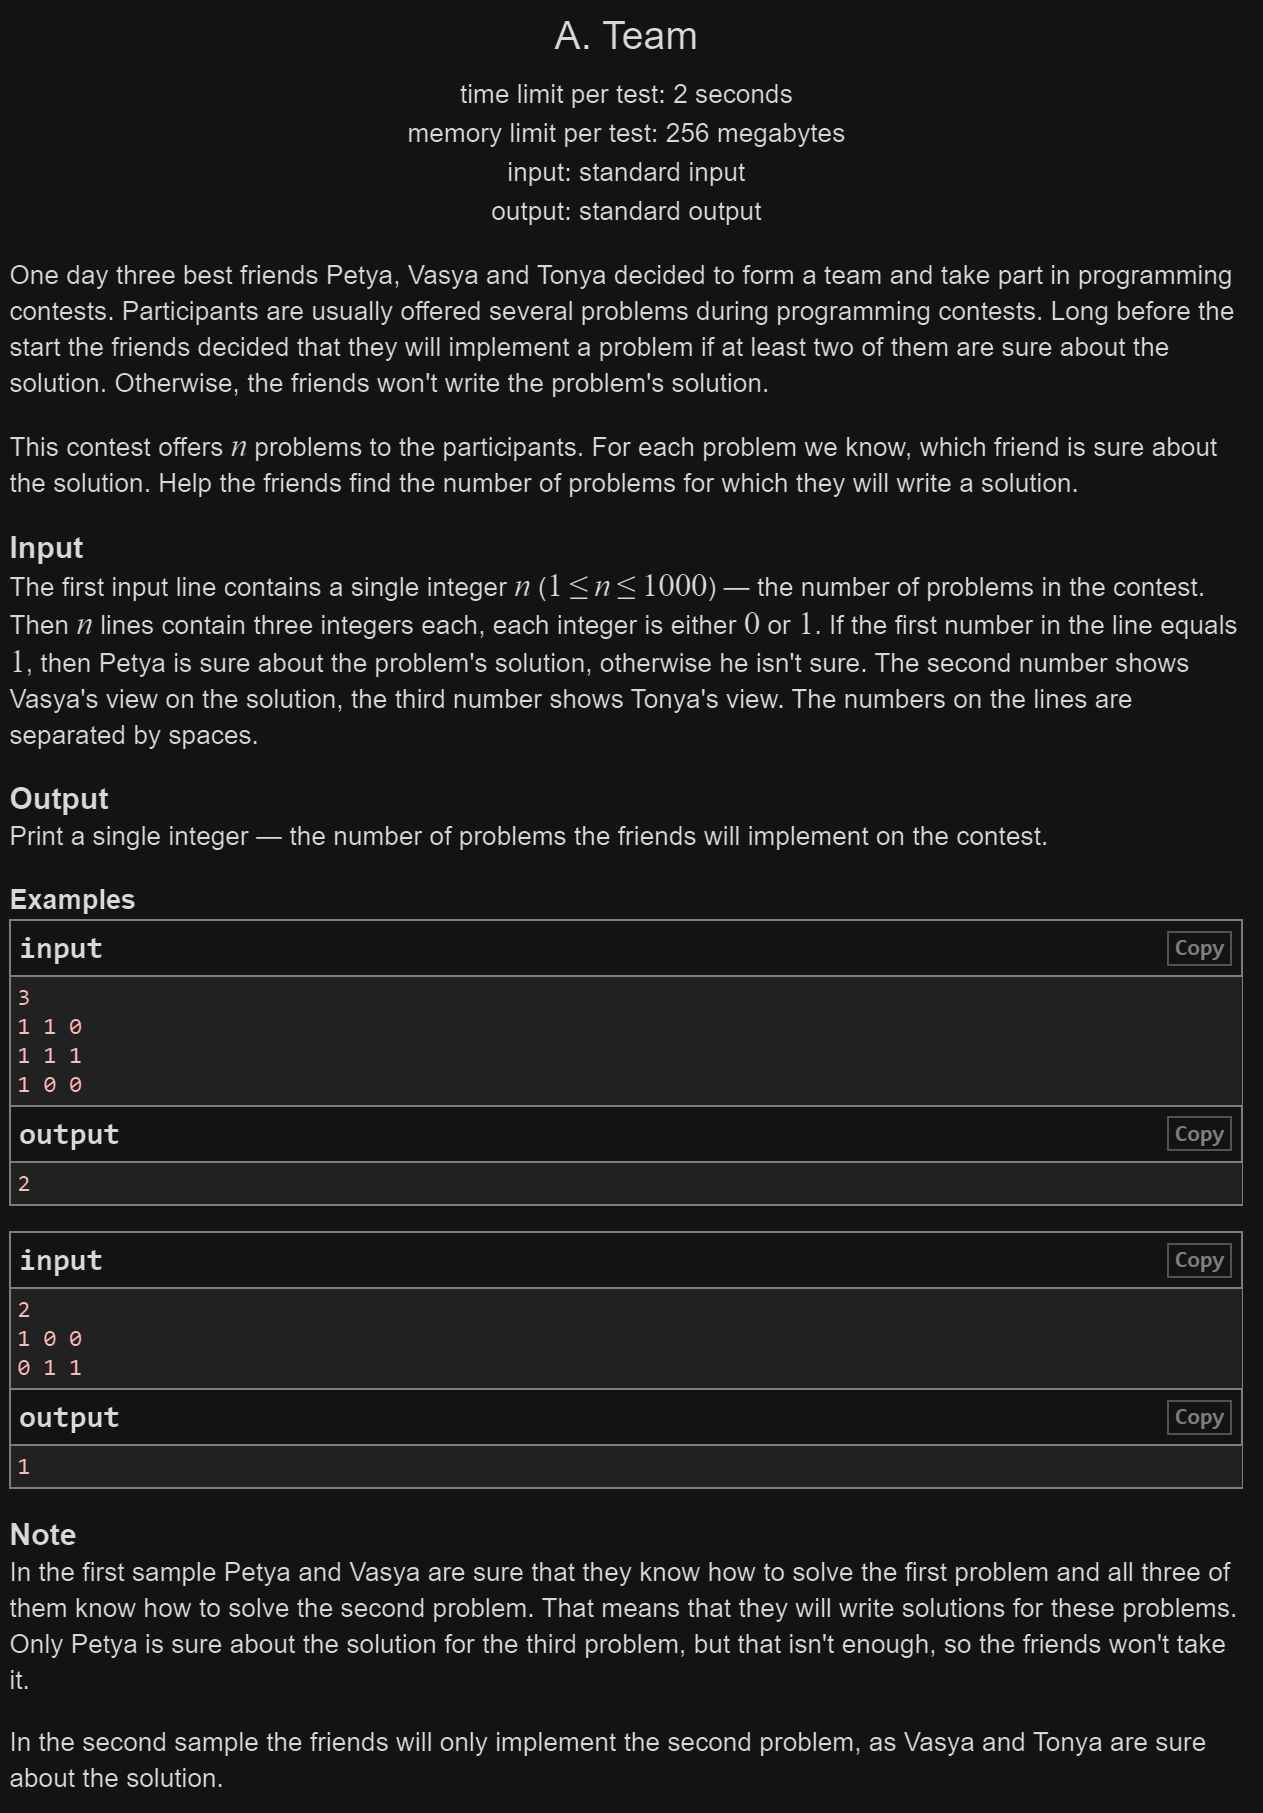 A. Team
time limit per test: 2 seconds
memory limit per test: 256 megabytes
input: standard input
output: standard output
One day three best friends Petya, Vasya and Tonya decided to form a team and take part in programming
contests. Participants are usually offered several problems during programming contests. Long before the
start the friends decided that they will implement a problem if at least two of them are sure about the
solution. Otherwise, the friends won't write the problem's solution.
This contest offers n problems to the participants. For each problem we know, which friend is sure about
the solution. Help the friends find the number of problems for which they will write a solution.
Input
The first input line contains a single integer n (1 ≤ n ≤ 1000) — the number of problems in the contest.
Then n lines contain three integers each, each integer is either 0 or 1. If the first number in the line equals
1, then Petya is sure about the problem's solution, otherwise he isn't sure. The second number shows
Vasya's view on the solution, the third number shows Tonya's view. The numbers on the lines are
separated by spaces.
Output
Print a single integer — the number of problems the friends will implement on the contest.
Examples
input Copy
3
1 1 0
1 1 1
1 0 0
output Copy
2
input Copy
2
1 0 0
0 1 1
output Copy
1
Note
In the first sample Petya and Vasya are sure that they know how to solve the first problem and all three of
them know how to solve the second problem. That means that they will write solutions for these problems.
Only Petya is sure about the solution for the third problem, but that isn't enough, so the friends won't take
it.
In the second sample the friends will only implement the second problem, as Vasya and Tonya are sure
about the solution.